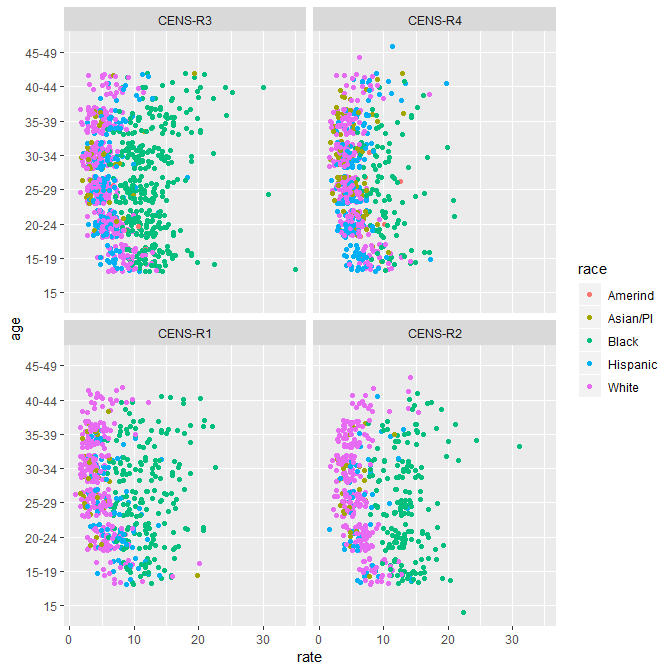 CENS-R3
CENS-R4
45-49
40-44
35-39
30-34
25-29
20-24
15-19
15
age
CENS-R1
CENS-R2
45-49
40-44
35-39
30-34
25-29
20-24
15-19
15
0
10
20
30
0
10
20
30
rate
race
Amerind
Asian/PI
Black
Hispanic
White